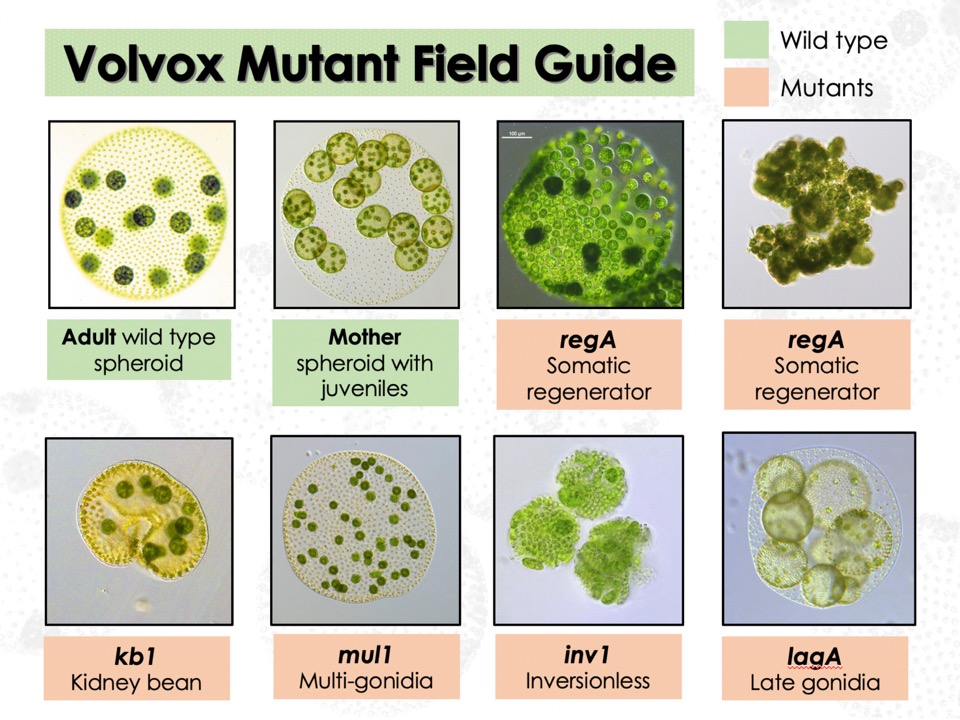 Volvox Mutant Field Guide
Wild type
Mutants
100 µm
Adult wild type
spheroid
Mother
spheroid with
juveniles
regA
Somatic
regenerator
regA
Somatic
regenerator
kb1
Kidney bean
mul1
Multi-gonidia
inv1
Inversionless
lagA
Late gonidia